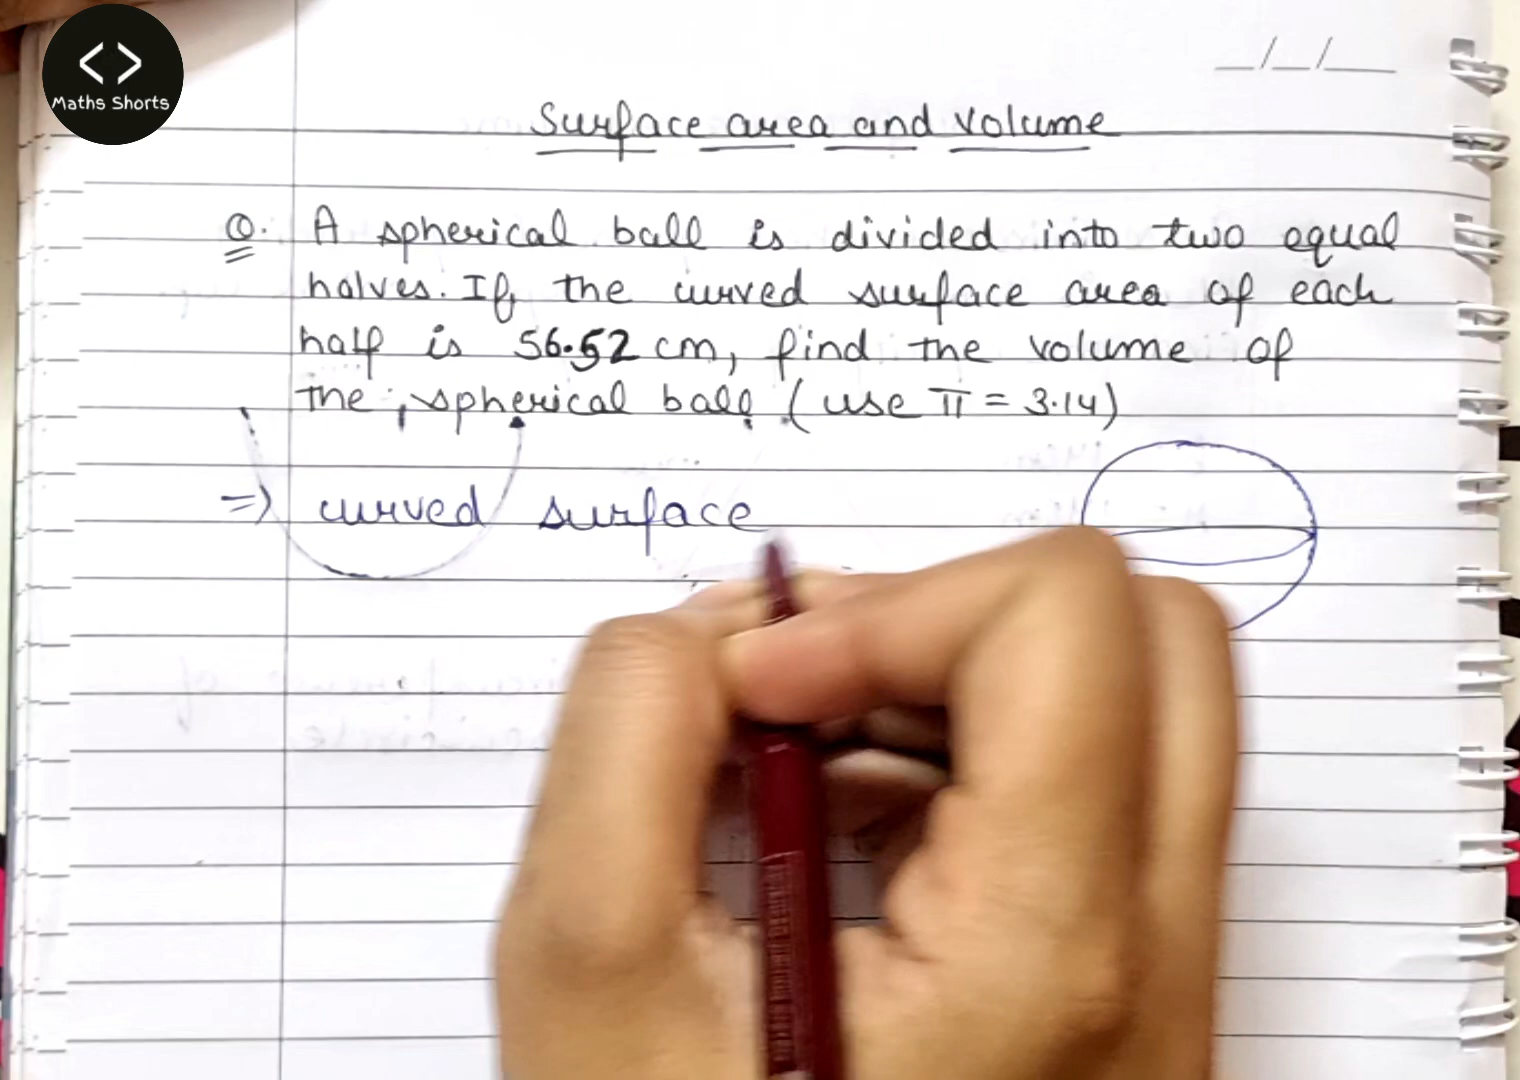 <>
Maths Shorts
_/_/_
Surface area and volume
Q. A spherical ball is divided into two equal
halves. If the curved surface area of each
half is 56.52 cm, find the volume of
the spherical ball (use π = 3.14)
=> curved surface